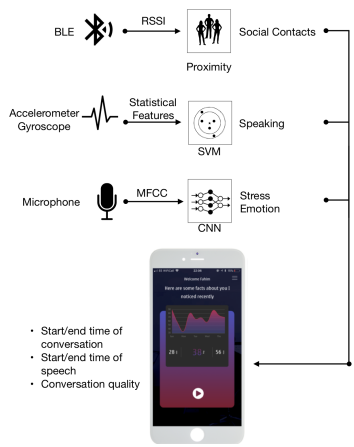 BLE
RSSI
Social Contacts
Proximity
Accelerometer
Gyroscope
Statistical
Features
Speaking
SVM
Microphone
MFCC
Stress
Emotion
CNN
Here are some facts about you I
noticed recently
• Start/end time of
conversation
• Start/end time of
speech
• Conversation quality